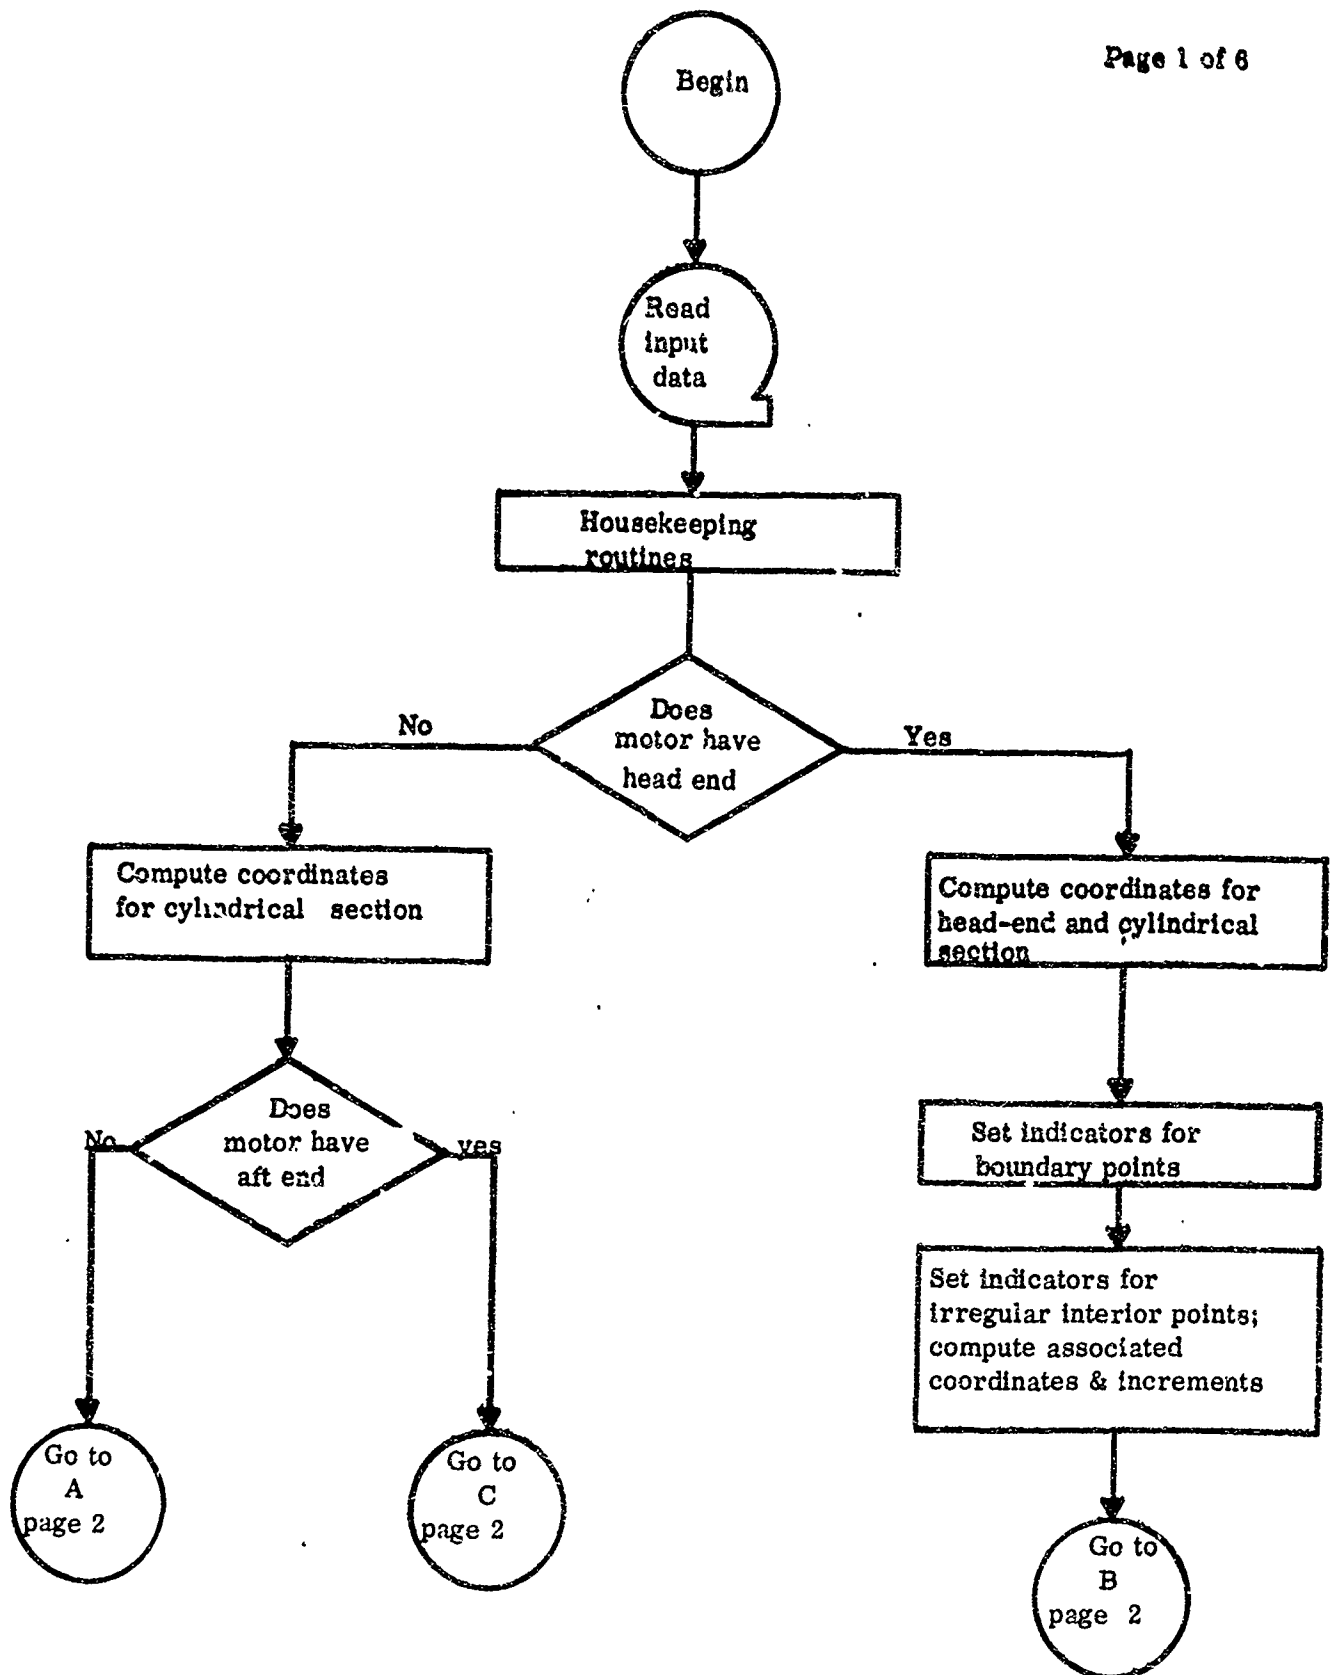 Page 1 of 6
Begin
Read
input
data
Housekeeping
routines
Does
motor have
head end
No
Yes
Compute coordinates
for cylindrical section
Compute coordinates for
head-end and cylindrical
section
Does
motor have
aft end
No
yes
Set indicators for
boundary points
Set indicators for
irregular interior points;
compute associated
coordinates & increments
Go to
A
page 2
Go to
C
page 2
Go to
B
page 2